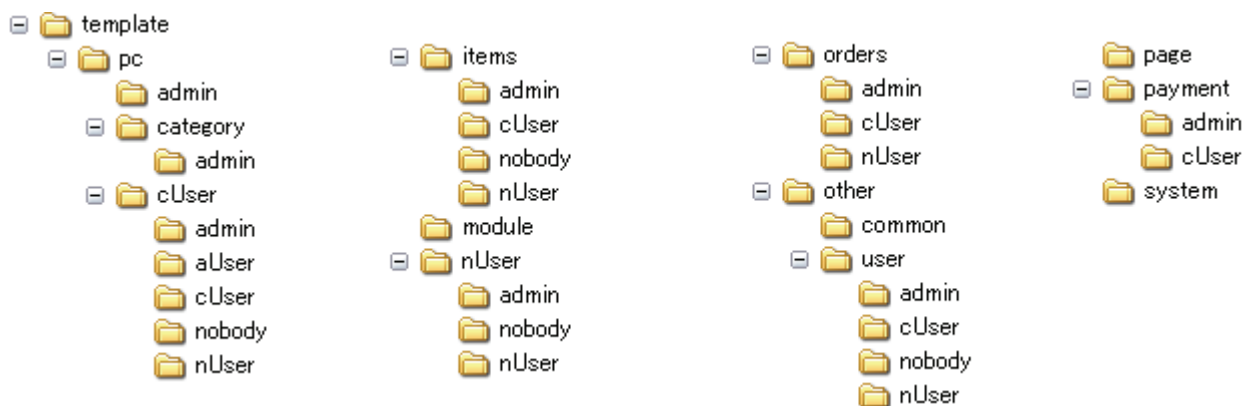 template
pc
admin
category
admin
cUser
admin
aUser
cUser
nobody
nUser
items
admin
cUser
nobody
nUser
module
nUser
admin
nobody
nUser
orders
admin
cUser
nUser
other
common
user
admin
cUser
nobody
nUser
page
payment
admin
cUser
system